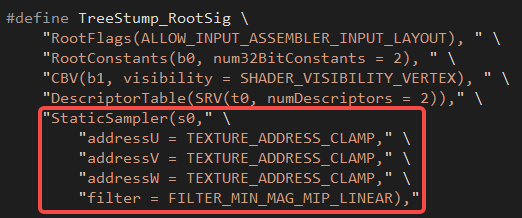 #define TreeStump_RootSig \
"RootFlags(ALLOW_INPUT_ASSEMBLER_INPUT_LAYOUT), " \
"RootConstants(b0, num32BitConstants = 2), " \
"CBV(b1, visibility = SHADER_VISIBILITY_VERTEX), " \
"DescriptorTable(SRV(t0, numDescriptors = 2))," \
"StaticSampler(s0," \
"addressU = TEXTURE_ADDRESS_CLAMP," \
"addressV = TEXTURE_ADDRESS_CLAMP," \
"addressW = TEXTURE_ADDRESS_CLAMP," \
"filter = FILTER_MIN_MAG_MIP_LINEAR),"